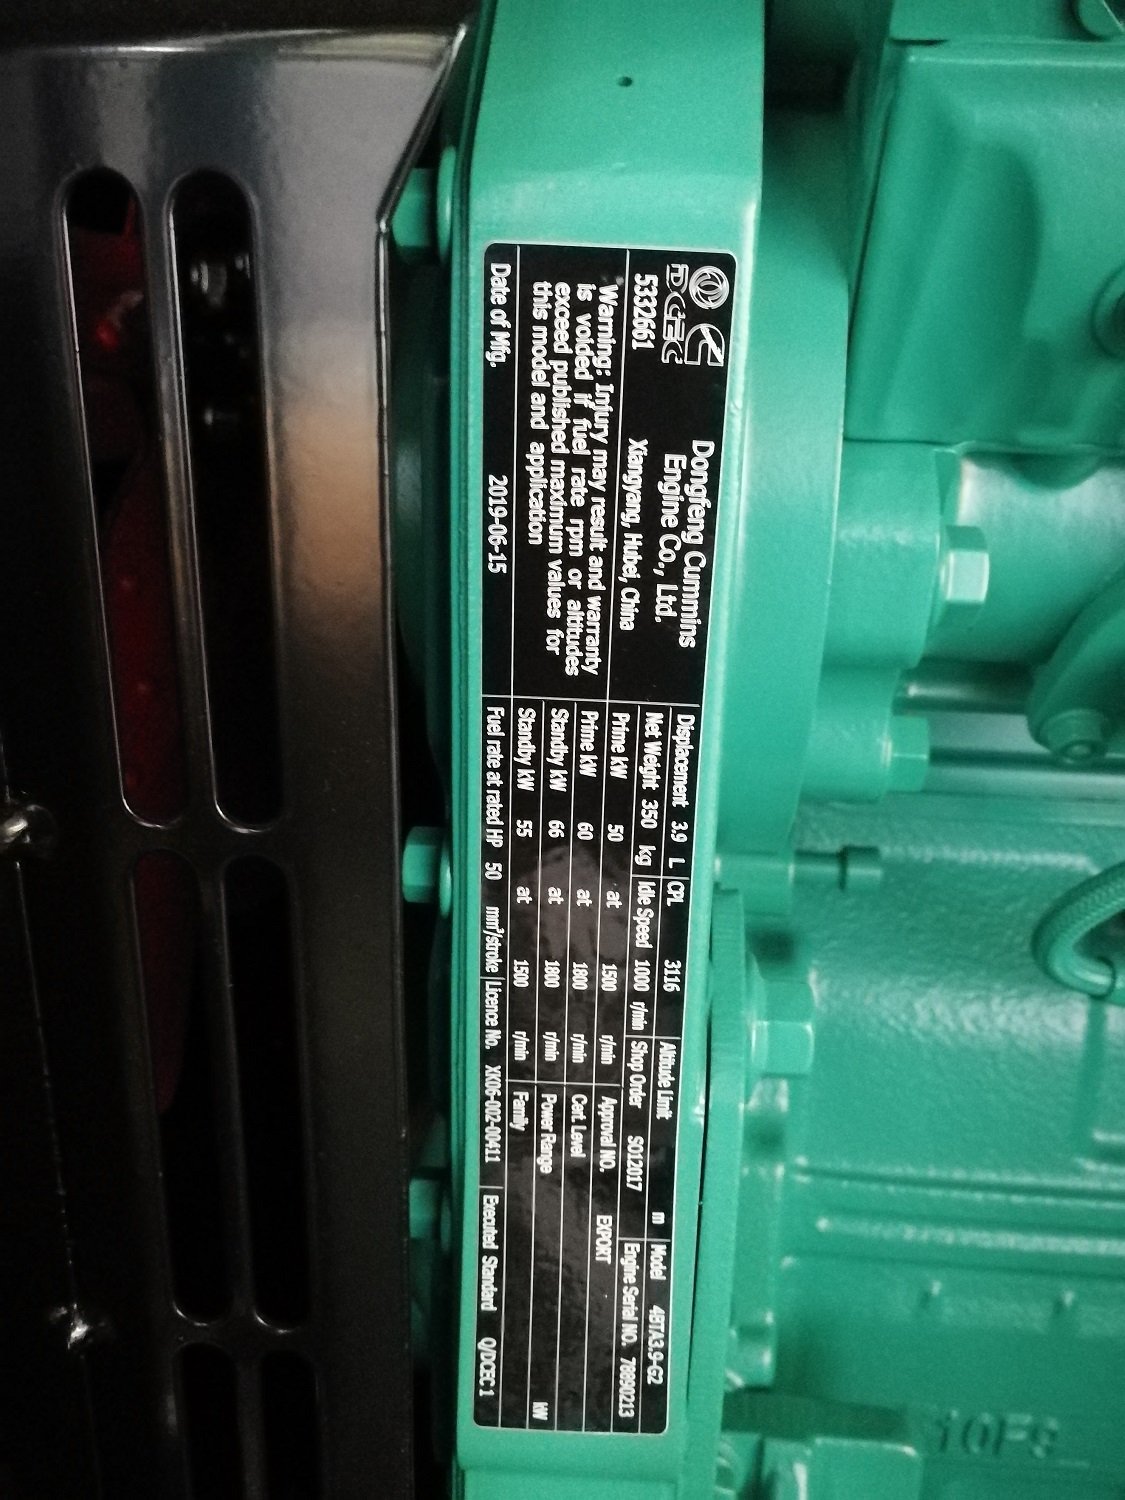 DCEC
Dongfeng Cummins
Engine Co., Ltd.
5332661
Xiangyang, Hubei, China
Warning: Injury may result and warranty
is voided if fuel rate rpm or altitudes
exceed published maximum values for
this model and application
Date of Mfg. 2019-06-15
Displacement 3.9 L CPL 3116 Altitude Limit m Model 4BTA3.9-G2
Net Weight 350 kg Idle Speed 1000 r/min Shop Order SO12017 Engine Serial NO. 78890213
Prime kW 50 at 1500 r/min Approval NO. EXPORT
Prime kW 60 at 1800 r/min Cert. Level
Standby kW 66 at 1800 r/min Power Range kW
Standby kW 55 at 1500 r/min Family
Fuel rate at rated HP 50 mm³/stroke Licence No. XK06-002-00411 Executed Standard Q/DCEC1